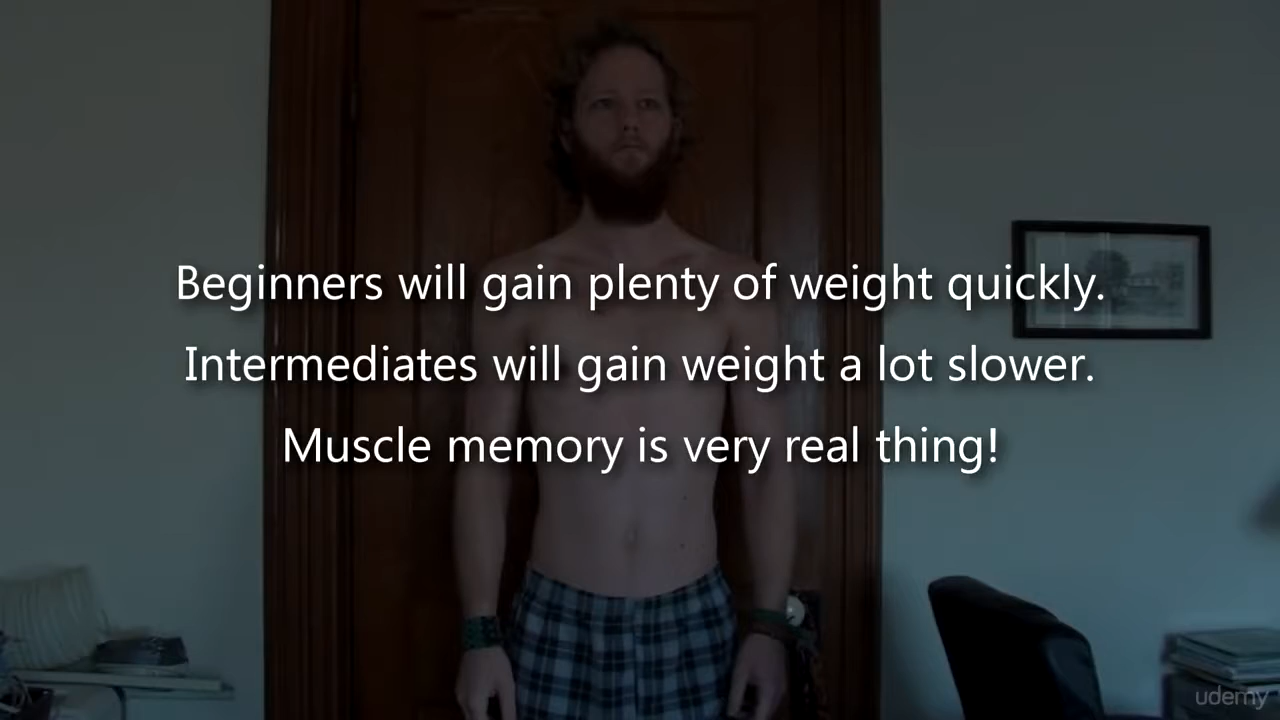 Beginners will gain plenty of weight quickly.
Intermediates will gain weight a lot slower.
Muscle memory is very real thing!
udemy